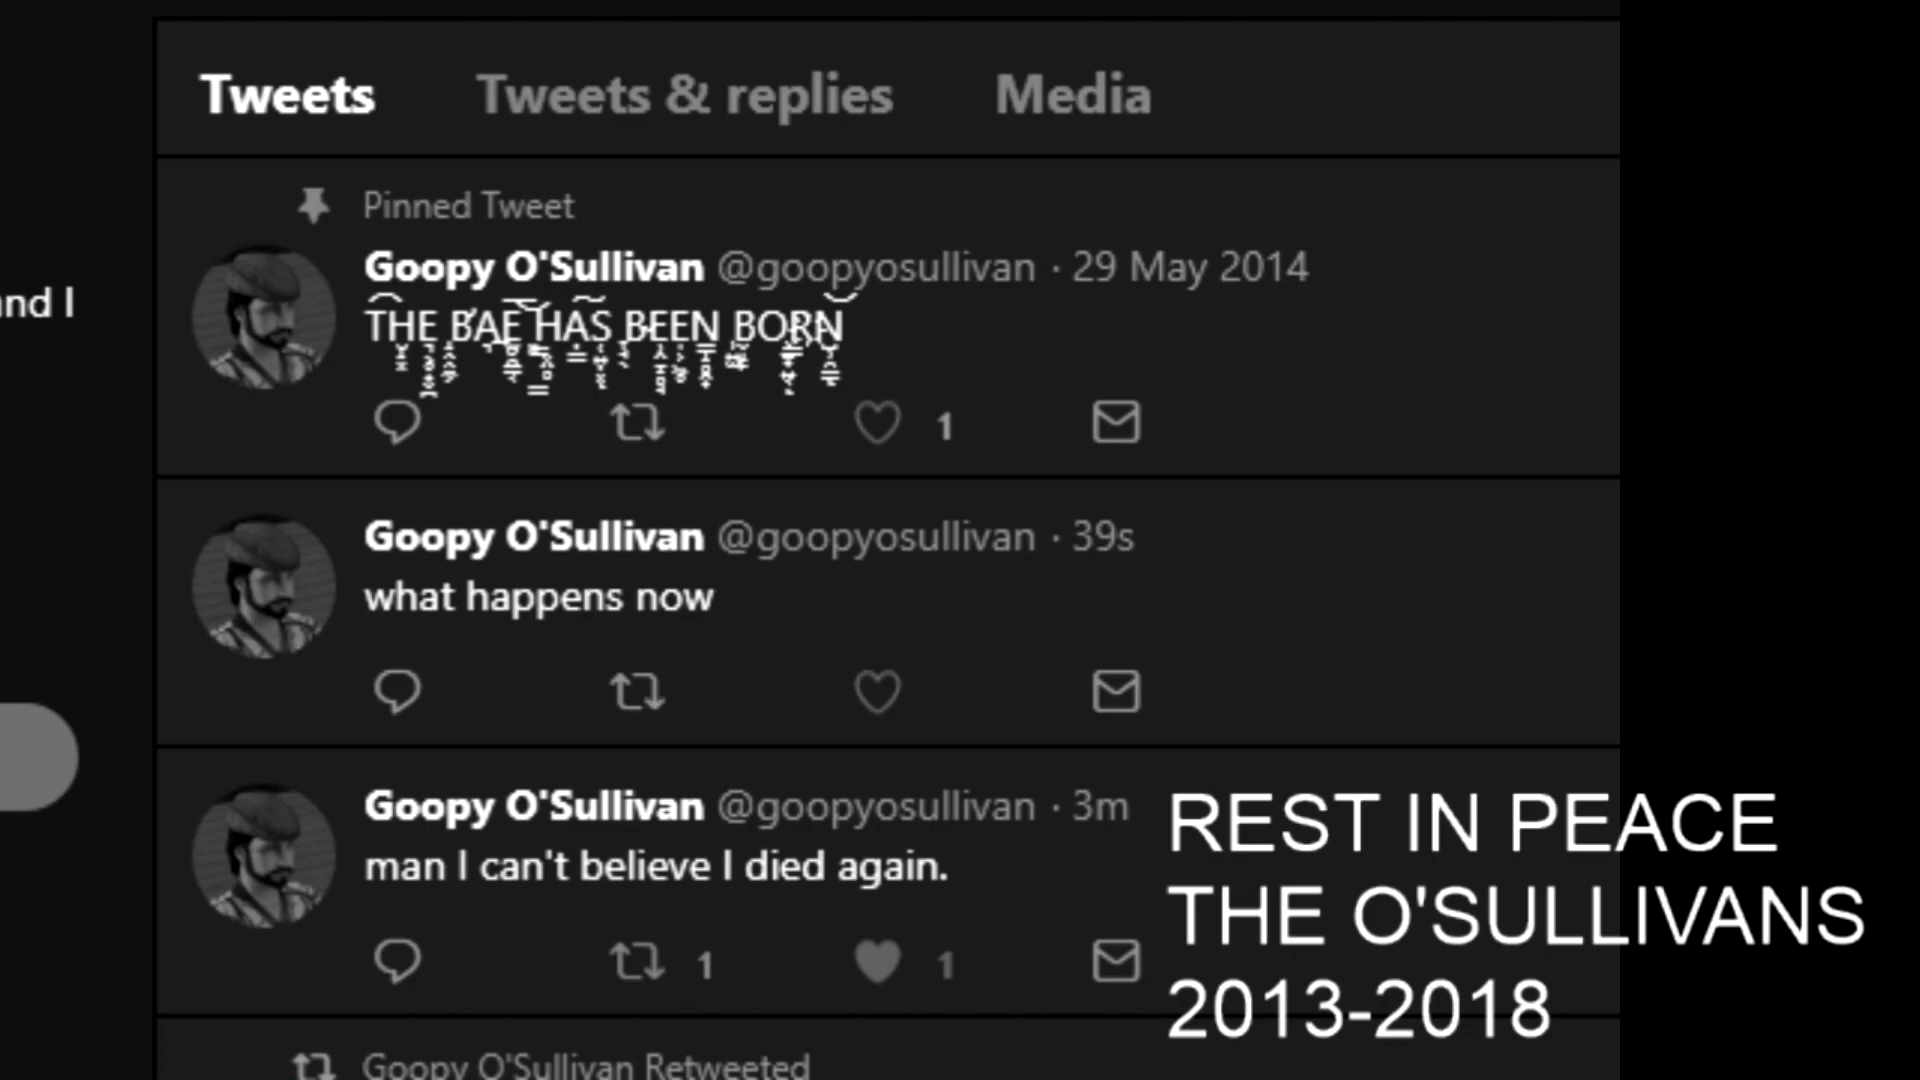 Tweets Tweets & replies Media
Pinned Tweet
Goopy O'Sullivan @goopyosullivan · 29 May 2014
THE BAE HAS BEEN BORN
1
nd I
Goopy O'Sullivan @goopyosullivan · 39s
what happens now
Goopy O'Sullivan @goopyosullivan · 3m
man I can't believe I died again.
1 1
REST IN PEACE
THE O'SULLIVANS
2013-2018
Goopy O'Sullivan Retweeted